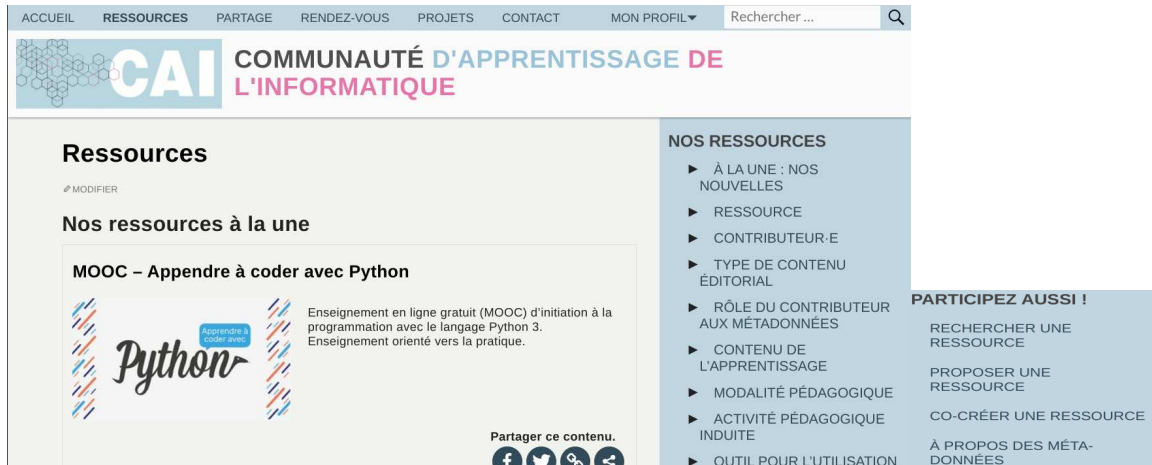 ACCUEIL RESSOURCES PARTAGE RENDEZ-VOUS PROJETS CONTACT MON PROFIL Rechercher ...
CAI
COMMUNAUTÉ D'APPRENTISSAGE DE
L'INFORMATIQUE
Ressources
MODIFIER
Nos ressources à la une
MOOC – Appendre à coder avec Python
Apprendre à
coder avec
Python
Enseignement en ligne gratuit (MOOC) d'initiation à la
programmation avec le langage Python 3.
Enseignement orienté vers la pratique.
Partager ce contenu.
NOS RESSOURCES
À LA UNE : NOS
NOUVELLES
RESSOURCE
CONTRIBUTEUR·E
TYPE DE CONTENU
ÉDITORIAL
RÔLE DU CONTRIBUTEUR
AUX MÉTADONNÉES
CONTENU DE
L'APPRENTISSAGE
MODALITÉ PÉDAGOGIQUE
ACTIVITÉ PÉDAGOGIQUE
INDUITE
OUTIL POUR L'UTILISATION
PARTICIPEZ AUSSI !
RECHERCHER UNE
RESSOURCE
PROPOSER UNE
RESSOURCE
CO-CRÉER UNE RESSOURCE
À PROPOS DES MÉTA-
DONNÉES